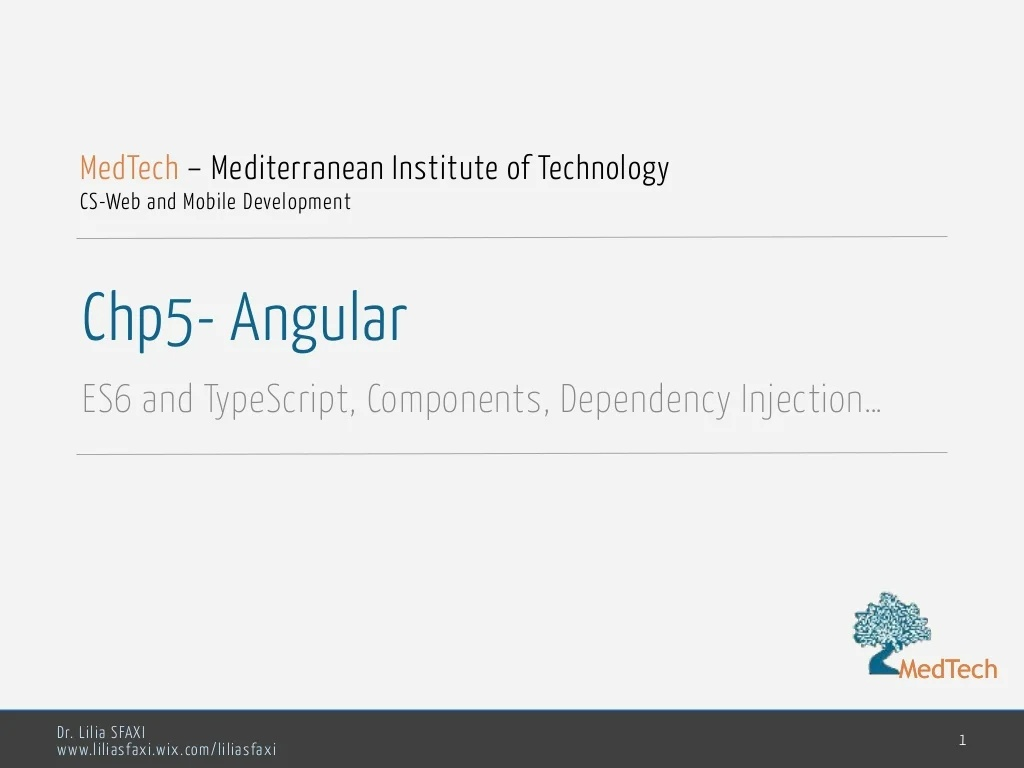 MedTech – Mediterranean Institute of Technology
CS-Web and Mobile Development
Chp5- Angular
ES6 and TypeScript, Components, Dependency Injection…
MedTech
Dr. Lilia SFAXI
www.liliasfaxi.wix.com/liliasfaxi
1